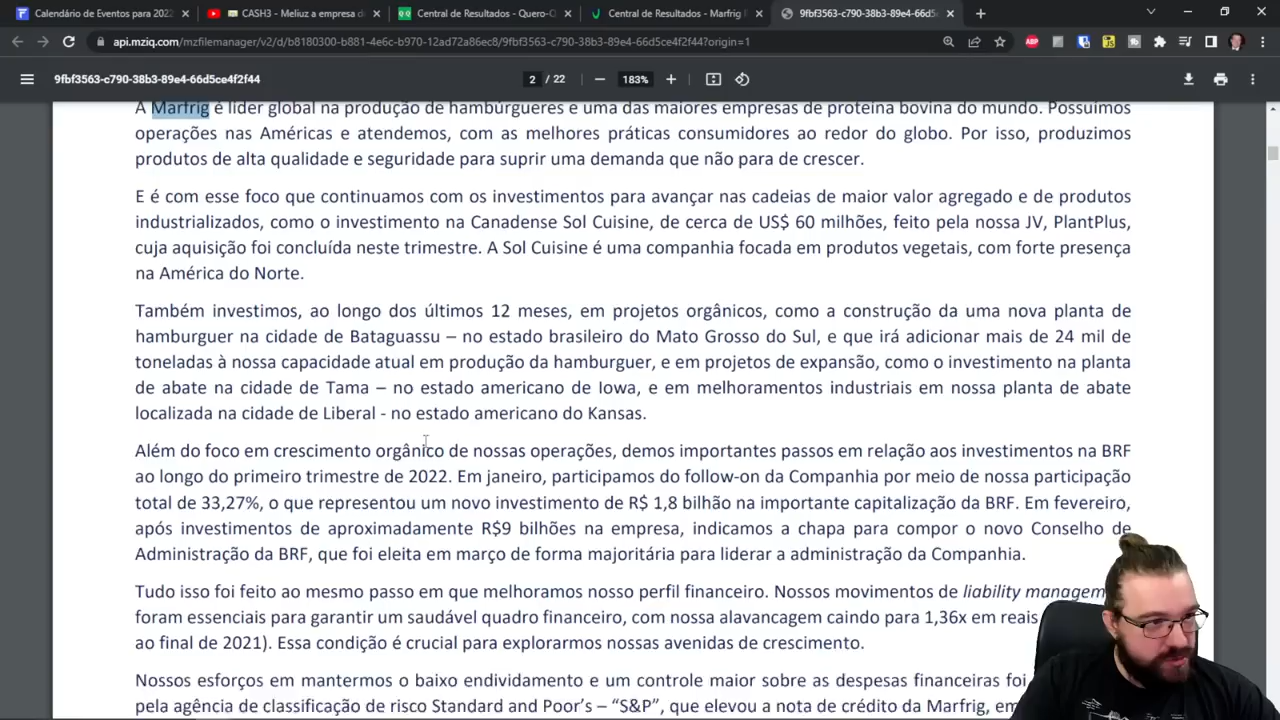 Calendário de Eventos para 2022
CASH3 - Meliuz a empresa d
Central de Resultados - Quero-Q
Central de Resultados - Marfrig F
9fbf3563-c790-38b3-89e4-66d5c
api.mziq.com/mzfilemanager/v2/d/b8180300-b881-4e6c-b970-12ad72a86ec8/9fbf3563-c790-38b3-89e4-66d5ce4f2f44?origin=1
9fbf3563-c790-38b3-89e4-66d5ce4f2f44
2 / 22
183%
A Marfrig é líder global na produção de hambúrgueres e uma das maiores empresas de proteína bovina do mundo. Possuímos
operações nas Américas e atendemos, com as melhores práticas consumidores ao redor do globo. Por isso, produzimos
produtos de alta qualidade e seguridade para suprir uma demanda que não para de crescer.
E é com esse foco que continuamos com os investimentos para avançar nas cadeias de maior valor agregado e de produtos
industrializados, como o investimento na Canadense Sol Cuisine, de cerca de US$ 60 milhões, feito pela nossa JV, PlantPlus,
cuja aquisição foi concluída neste trimestre. A Sol Cuisine é uma companhia focada em produtos vegetais, com forte presença
na América do Norte.
Também investimos, ao longo dos últimos 12 meses, em projetos orgânicos, como a construção da uma nova planta de
hamburguer na cidade de Bataguassu – no estado brasileiro do Mato Grosso do Sul, e que irá adicionar mais de 24 mil de
toneladas à nossa capacidade atual em produção da hamburguer, e em projetos de expansão, como o investimento na planta
de abate na cidade de Tama – no estado americano de Iowa, e em melhoramentos industriais em nossa planta de abate
localizada na cidade de Liberal - no estado americano do Kansas.
Além do foco em crescimento orgânico de nossas operações, demos importantes passos em relação aos investimentos na BRF
ao longo do primeiro trimestre de 2022. Em janeiro, participamos do follow-on da Companhia por meio de nossa participação
total de 33,27%, o que representou um novo investimento de R$ 1,8 bilhão na importante capitalização da BRF. Em fevereiro,
após investimentos de aproximadamente R$9 bilhões na empresa, indicamos a chapa para compor o novo Conselho de
Administração da BRF, que foi eleita em março de forma majoritária para liderar a administração da Companhia.
Tudo isso foi feito ao mesmo passo em que melhoramos nosso perfil financeiro. Nossos movimentos de liability managem
foram essenciais para garantir um saudável quadro financeiro, com nossa alavancagem caindo para 1,36x em reais
ao final de 2021). Essa condição é crucial para explorarmos nossas avenidas de crescimento.
Nossos esforços em mantermos o baixo endividamento e um controle maior sobre as despesas financeiras foi
pela agência de classificação de risco Standard and Poor's – “S&P”, que elevou a nota de crédito da Marfrig, em